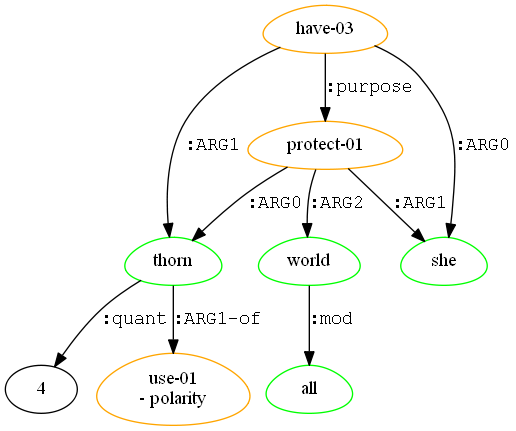 have-03
:purpose
:ARG1
:ARG0
protect-01
:ARG0
:ARG2
:ARG1
thorn
world
she
:quant
:ARG1-of
:mod
4
use-01
- polarity
all